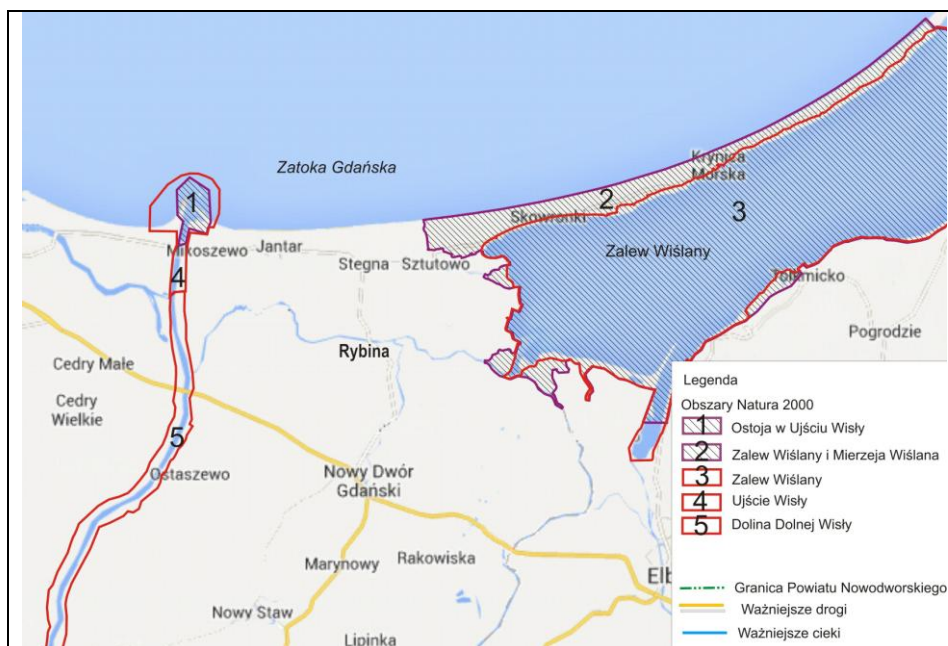 Zatoka Gdańska
1
2
Krynica
Morska
3
Skowronki
Mikoszewo
Jantar
Stegna
Sztutowo
Zalew Wiślany
4
Tolkmicko
Rybina
Pogrodzie
Cedry Małe
Cedry
Wielkie
5
Ostaszewo
Nowy Dwór
Gdański
Marynowy
Rakowiska
Nowy Staw
Lipinka
Elb
Legenda
Obszary Natura 2000
1 Ostoja w Ujściu Wisły
2 Zalew Wiślany i Mierzeja Wiślana
3 Zalew Wiślany
4 Ujście Wisły
5 Dolina Dolnej Wisły
Granica Powiatu Nowodworskiego
Ważniejsze drogi
Ważniejsze cieki